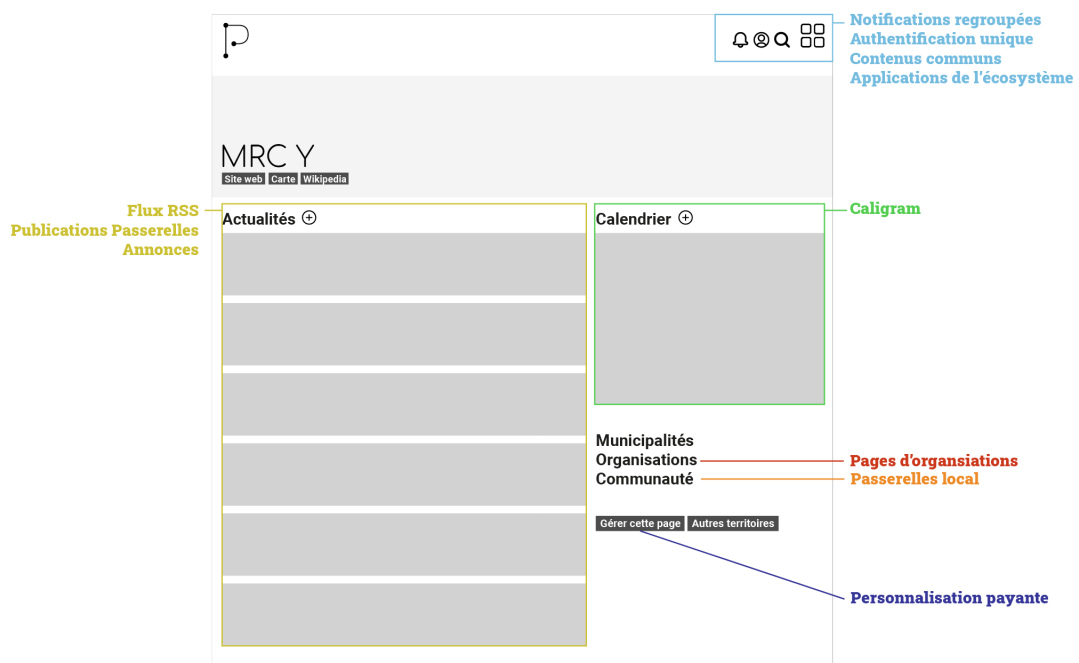 Notifications regroupées
Authentification unique
Contenus communs
Applications de l'écosystème
MRC Y
Site web Carte Wikipedia
Flux RSS
Publications Passerelles
Annonces
Actualités
Calendrier
Caligram
Municipalités
Organisations
Communauté
Pages d'organsiations
Passerelles local
Gérer cette page Autres territoires
Personnalisation payante